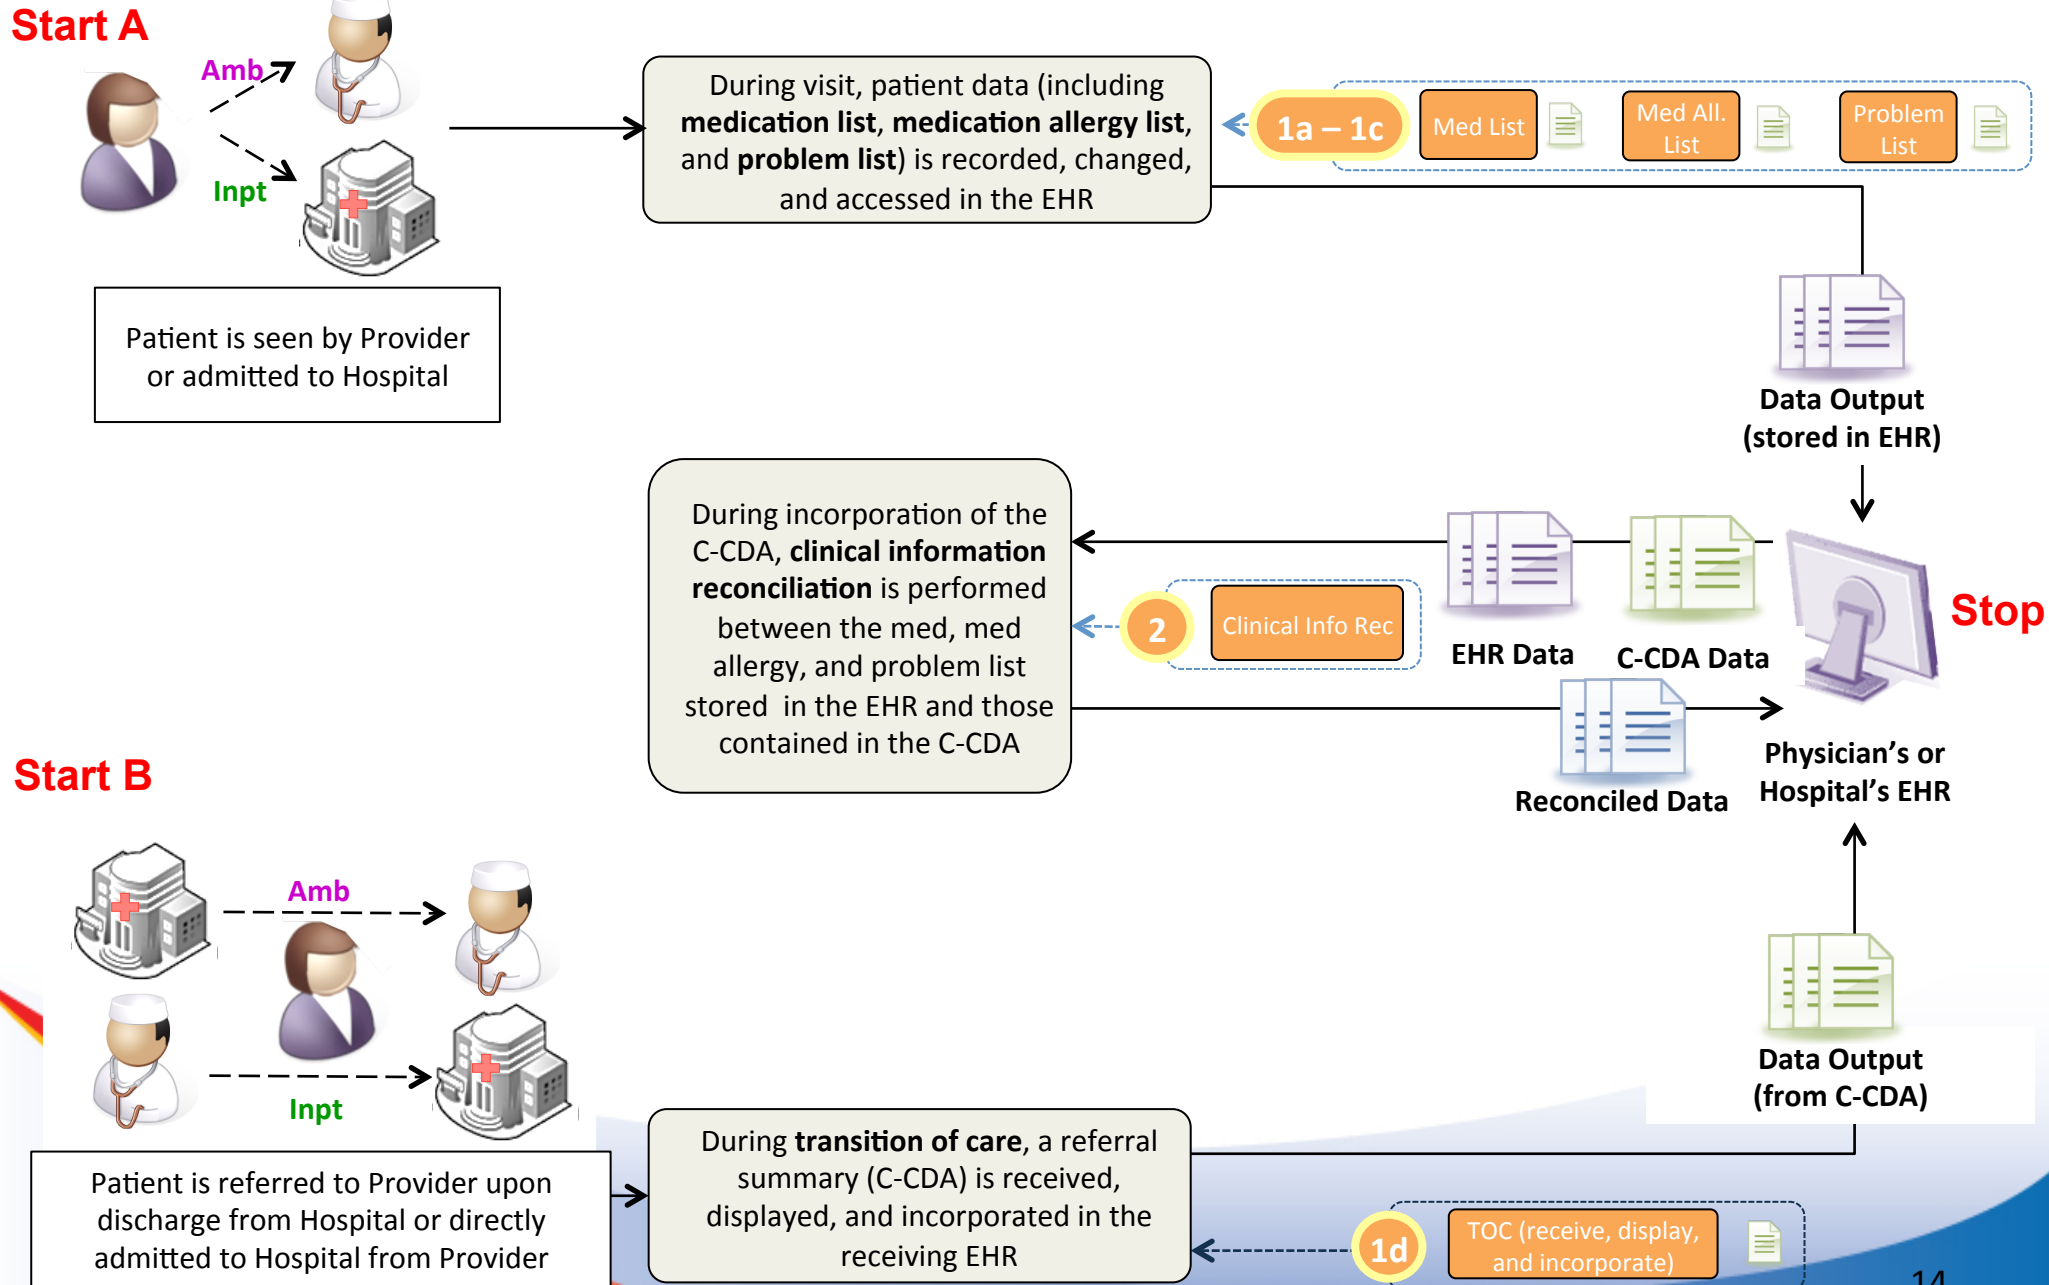 Start A
Amb
Inpt
Patient is seen by Provider
or admitted to Hospital
During visit, patient data (including
medication list, medication allergy list,
and problem list) is recorded, changed,
and accessed in the EHR
1a – 1c
Med List
Med All.
List
Problem
List
Data Output
(stored in EHR)
During incorporation of the
C-CDA, clinical information
reconciliation is performed
between the med, med
allergy, and problem list
stored in the EHR and those
contained in the C-CDA
2
Clinical Info Rec
EHR Data
C-CDA Data
Stop
Reconciled Data
Physician’s or
Hospital’s EHR
Start B
Amb
Inpt
Patient is referred to Provider upon
discharge from Hospital or directly
admitted to Hospital from Provider
During transition of care, a referral
summary (C-CDA) is received,
displayed, and incorporated in the
receiving EHR
1d
TOC (receive, display,
and incorporate)
Data Output
(from C-CDA)
14